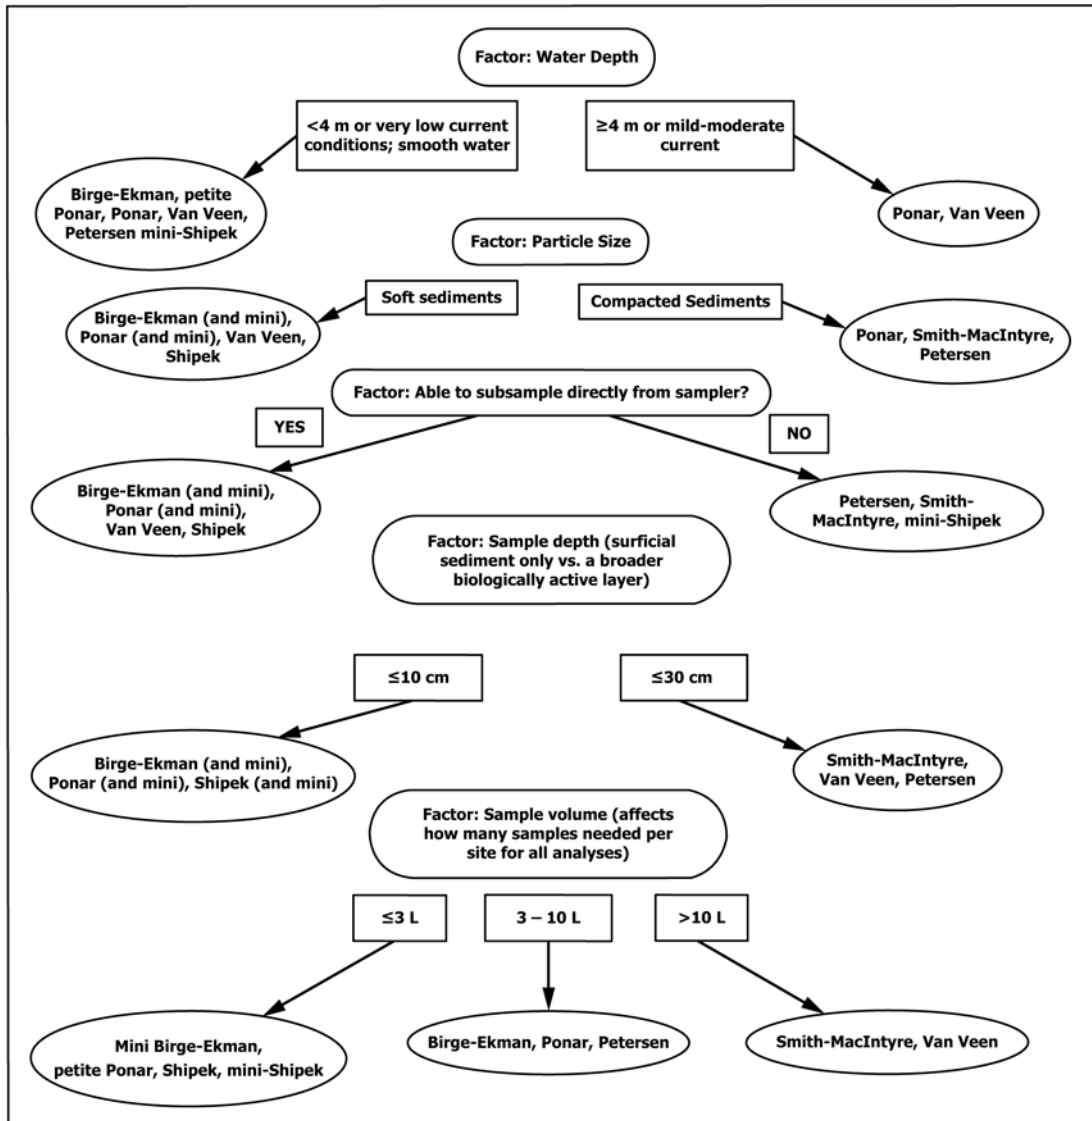 Factor: Water Depth
<4 m or very low current
conditions; smooth water
≥4 m or mild-moderate
current
Birge-Ekman, petite
Ponar, Ponar, Van Veen,
Petersen mini-Shipek
Ponar, Van Veen
Factor: Particle Size
Soft sediments
Compacted Sediments
Birge-Ekman (and mini),
Ponar (and mini), Van Veen,
Shipek
Ponar, Smith-MacIntyre,
Petersen
Factor: Able to subsample directly from sampler?
YES
NO
Birge-Ekman (and mini),
Ponar (and mini),
Van Veen, Shipek
Petersen, Smith-
MacIntyre, mini-Shipek
Factor: Sample depth (surficial
sediment only vs. a broader
biologically active layer)
≤10 cm
≤30 cm
Birge-Ekman (and mini),
Ponar (and mini), Shipek (and mini)
Smith-MacIntyre,
Van Veen, Petersen
Factor: Sample volume (affects
how many samples needed per
site for all analyses)
≤3 L
3 – 10 L
>10 L
Mini Birge-Ekman,
petite Ponar, Shipek, mini-Shipek
Birge-Ekman, Ponar, Petersen
Smith-MacIntyre, Van Veen